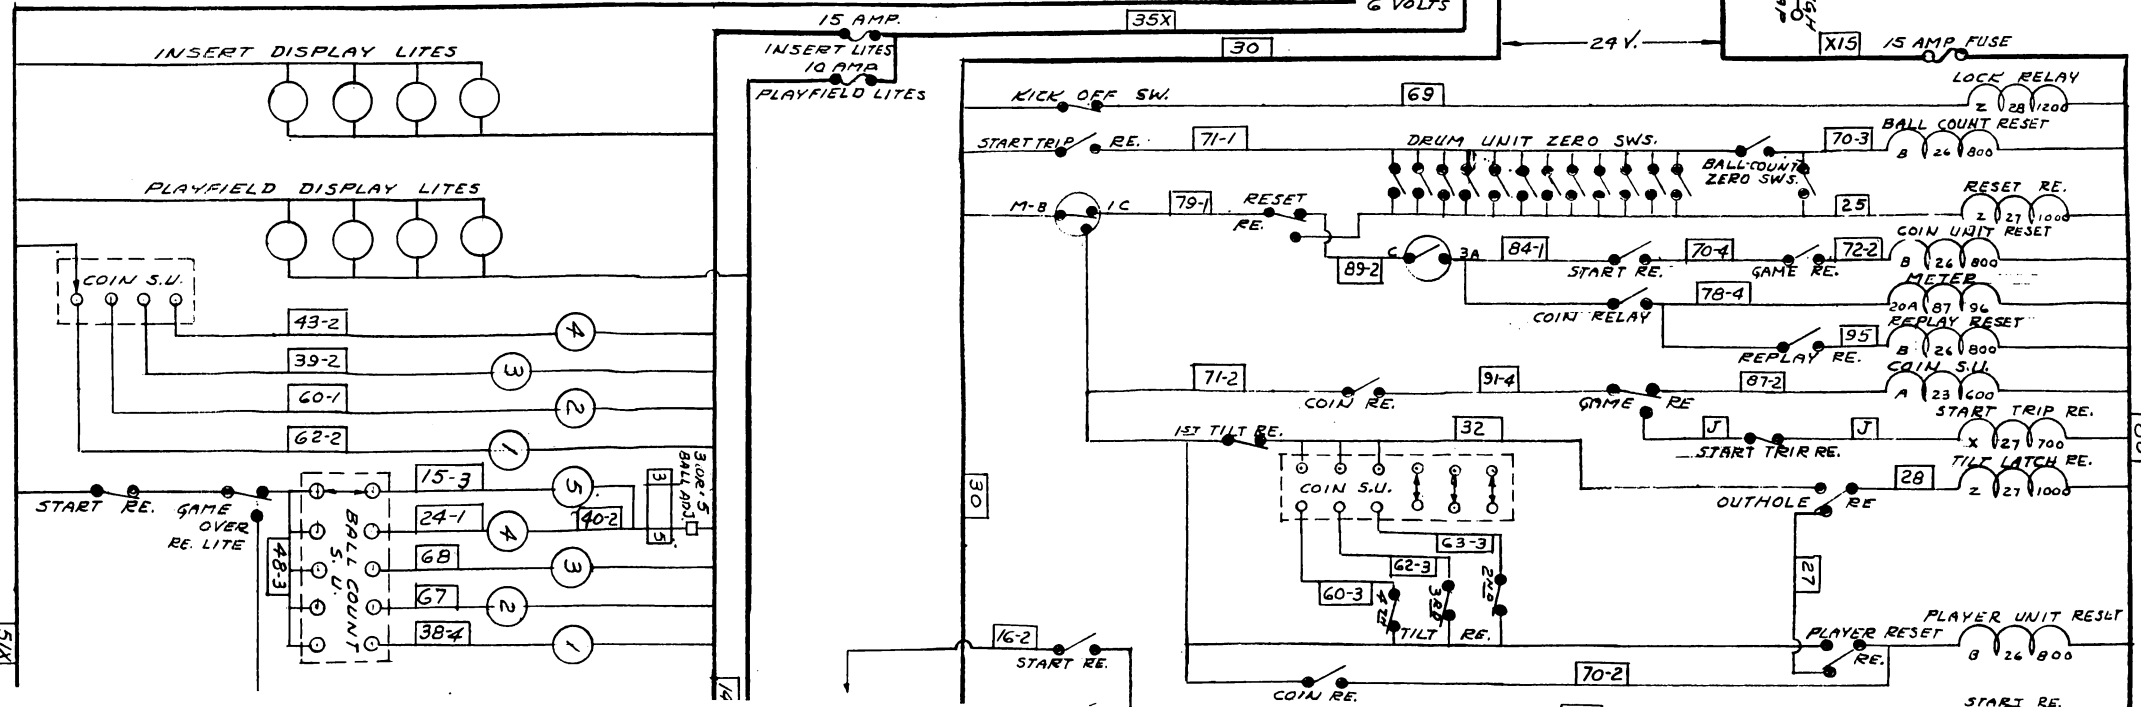 6 VOLTS
15 AMP.
35X
INSERT LITES
10 AMP
PLAYFIELD LITES
30
24 V.
X15
15 AMP FUSE
INSERT DISPLAY LITES
PLAYFIELD DISPLAY LITES
COIN S.U.
43-2
4
39-2
3
60-1
2
62-2
1
START RE.
GAME OVER
RE. LITE
48-3
BALL COUNT
S.U.
15-3
5
24-1
4
40-2
68
3
67
2
38-4
1
3 OR 5
BALL ADJ.
3
5
51X
14
LOCK RELAY
KICK OFF SW.
69
Z 28 1200
BALL COUNT RESET
START TRIP RE.
71-1
DRUM UNIT ZERO SWS.
BALL COUNT
ZERO SWS.
70-3
B 26 800
RESET RE.
M-B
1C
79-1
RESET
RE.
25
Z 27 1000
COIN UNIT RESET
89-2
C
3A
84-1
START RE.
70-4
GAME RE.
72-2
B 26 800
METER
COIN RELAY
78-4
20A 87 96
REPLAY RESET
REPLAY RE.
95
B 26 800
COIN S.U.
71-2
COIN RE.
91-4
GAME RE
87-2
A 23 600
START TRIP RE.
J
START TRIP RE.
J
X 27 700
TILT LATCH RE.
1ST TILT RE.
32
COIN S.U.
OUTHOLE RE
28
Z 27 1000
30
63-3
62-3
60-3
2ND
3RD
4TH
TILT RE.
27
PLAYER UNIT RESET
PLAYER RESET
RE.
B 26 800
16-2
START RE.
COIN RE.
70-2
START RE.